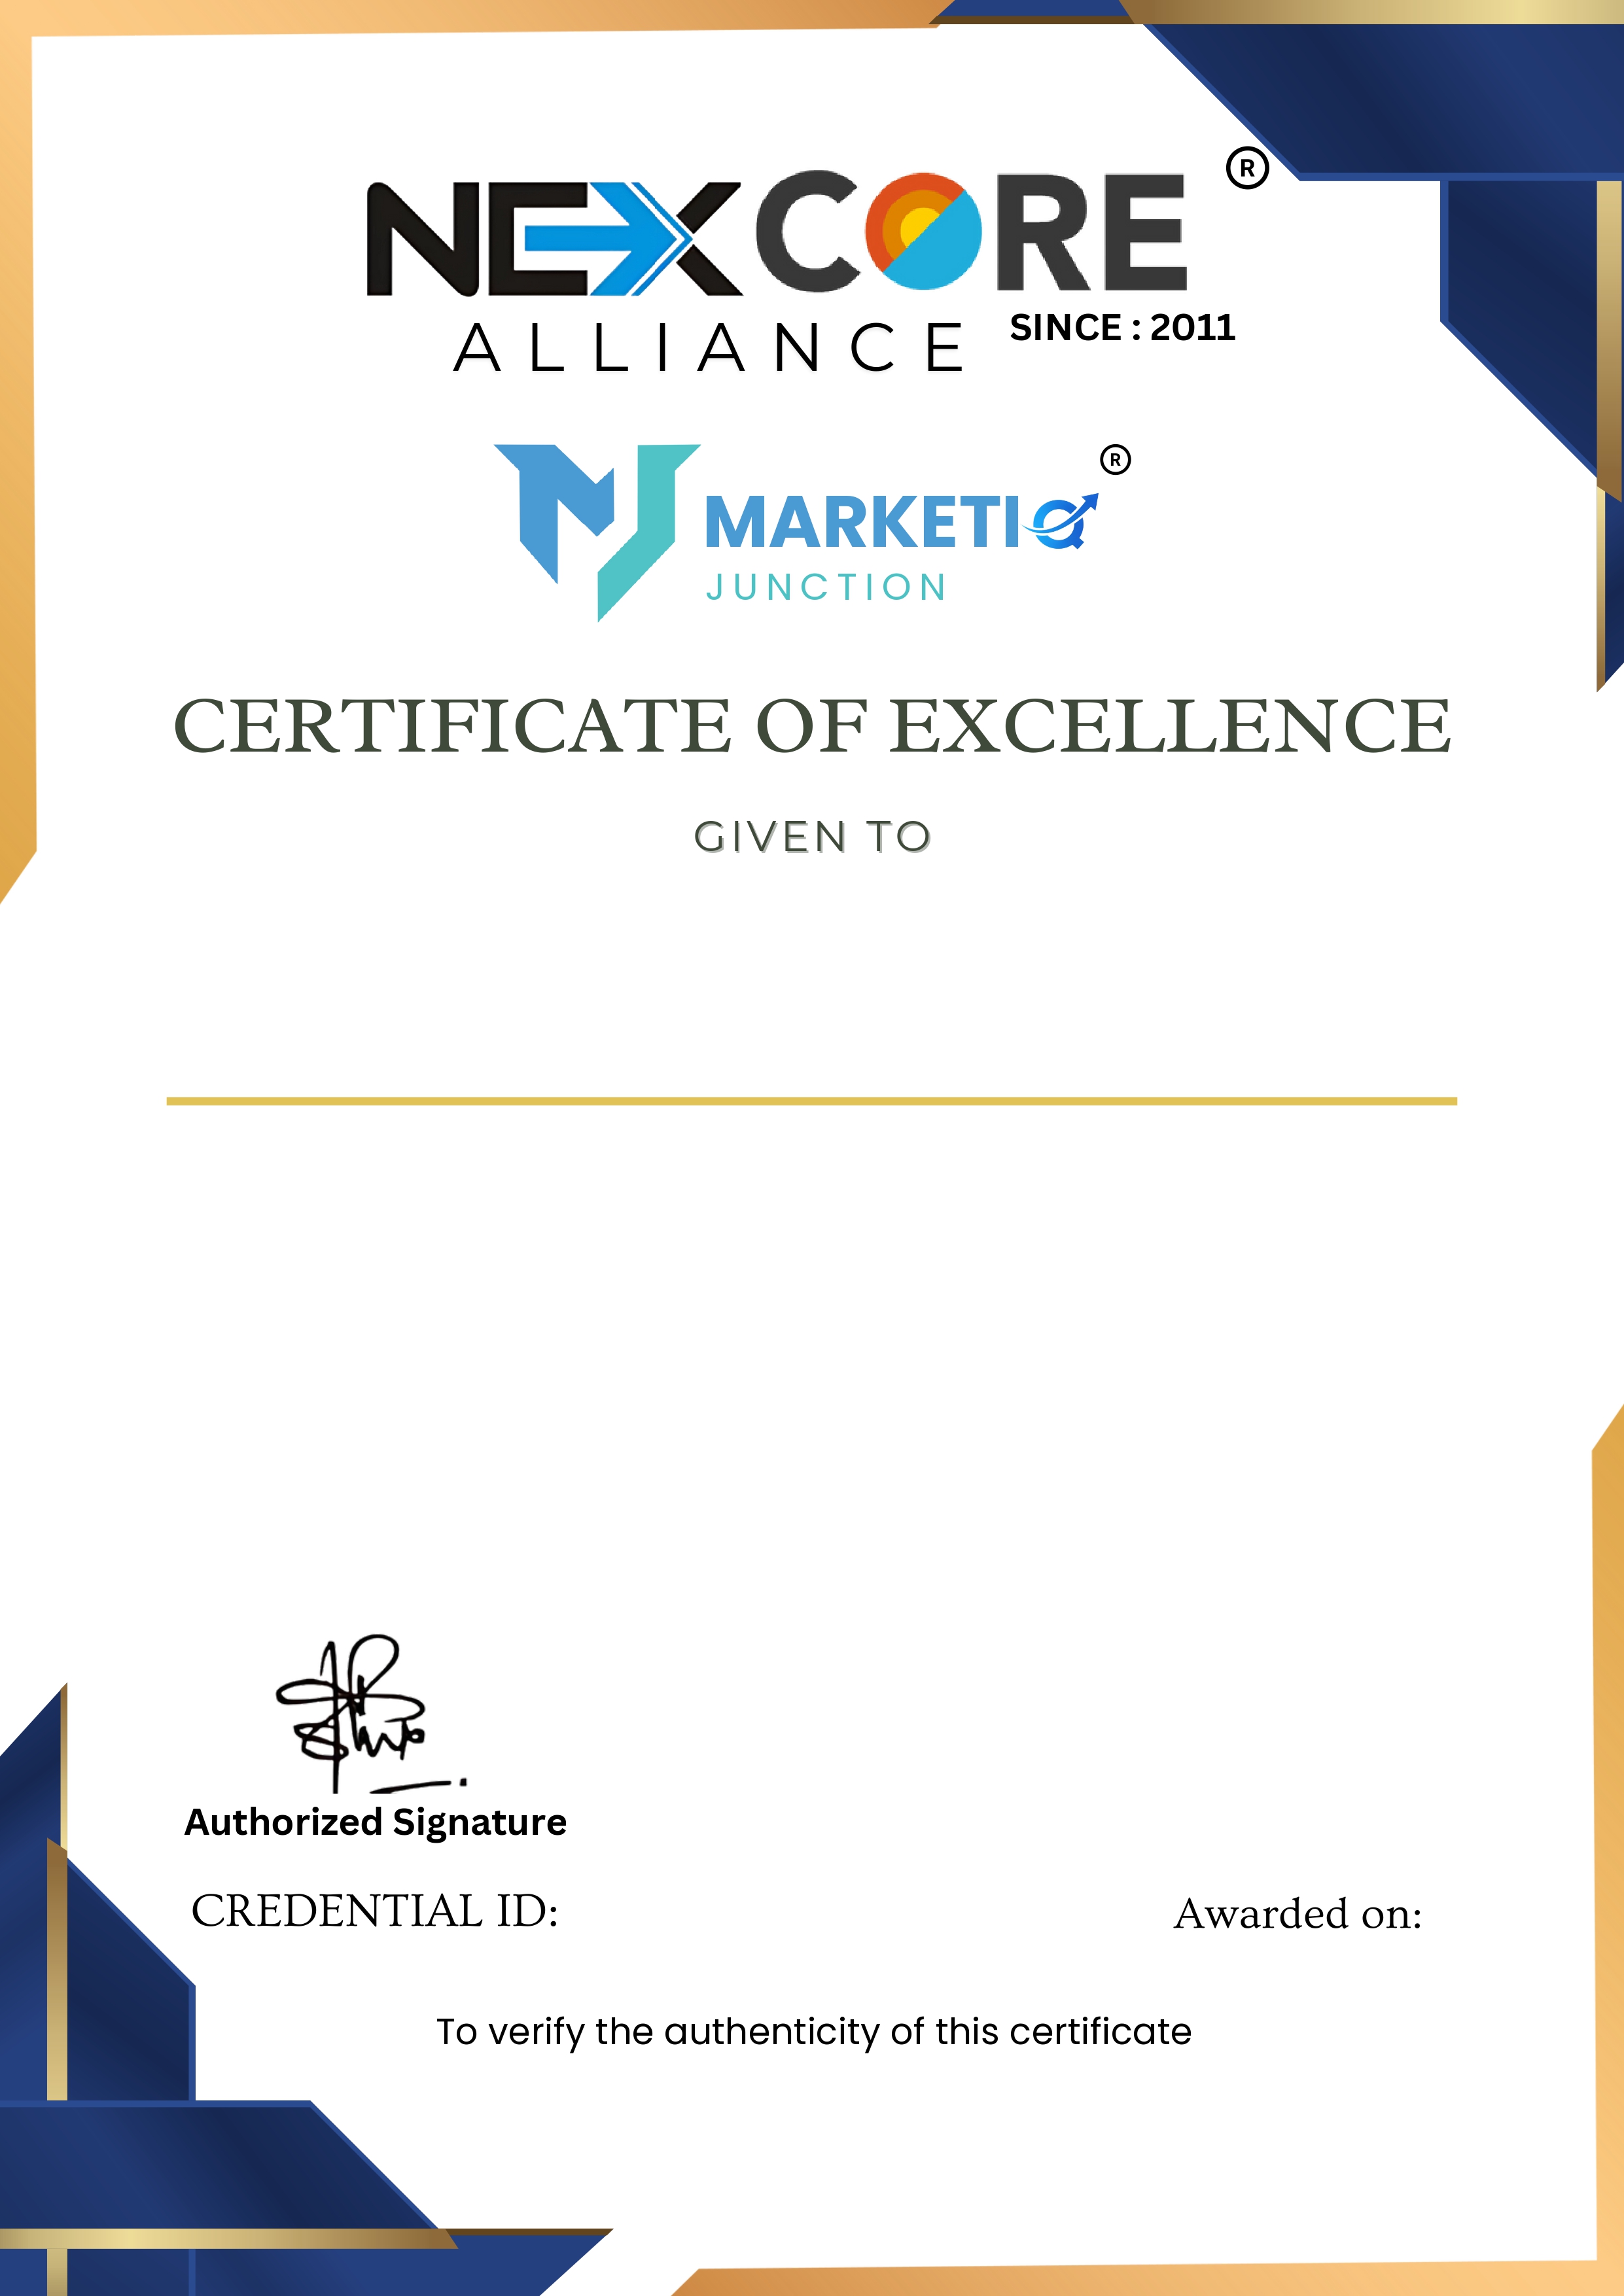 NEXCORE ®
ALLIANCE SINCE : 2011
MARKETIQ ®
JUNCTION
CERTIFICATE OF EXCELLENCE
GIVEN TO
Authorized Signature
CREDENTIAL ID: Awarded on:
To verify the authenticity of this certificate